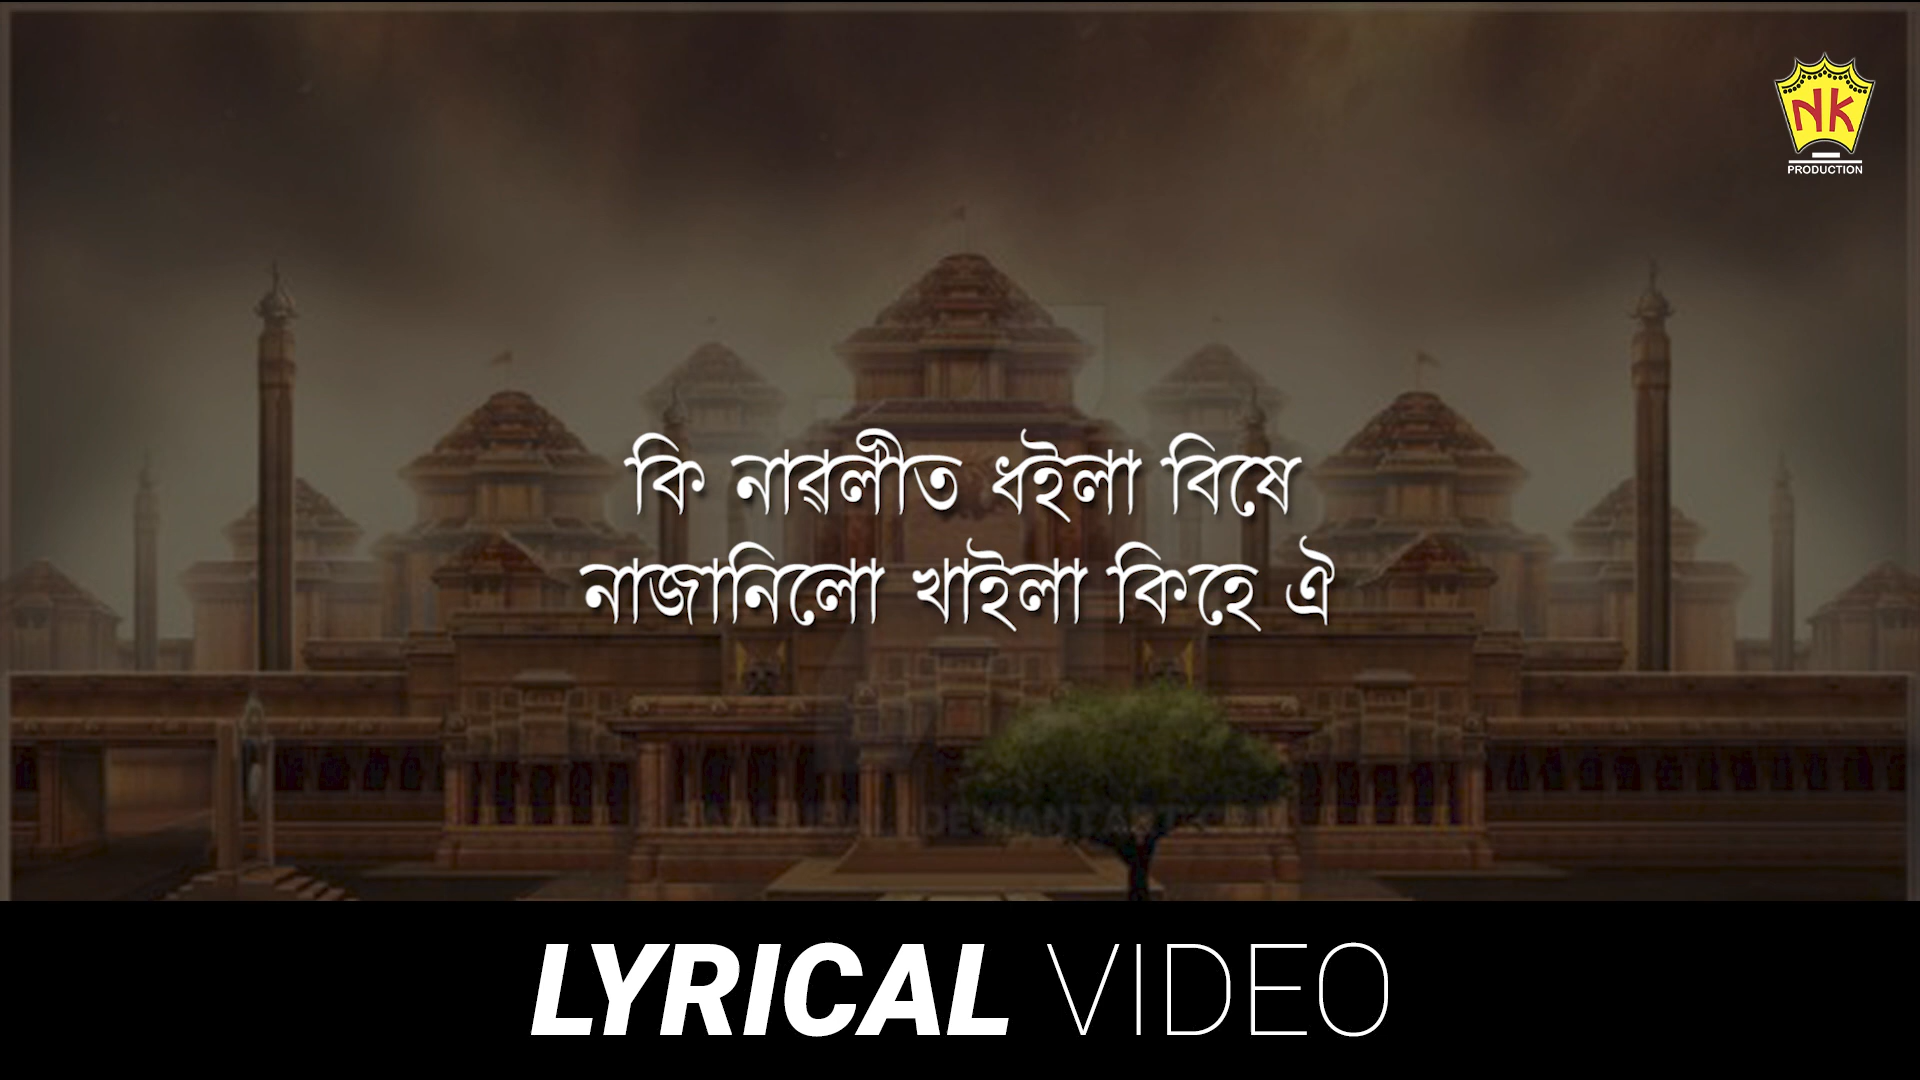 NK
PRODUCTION
কি নাৱলীত ধইলা বিষে
নাজানিলো খাইলা কিহে ঐ
LYRICAL VIDEO